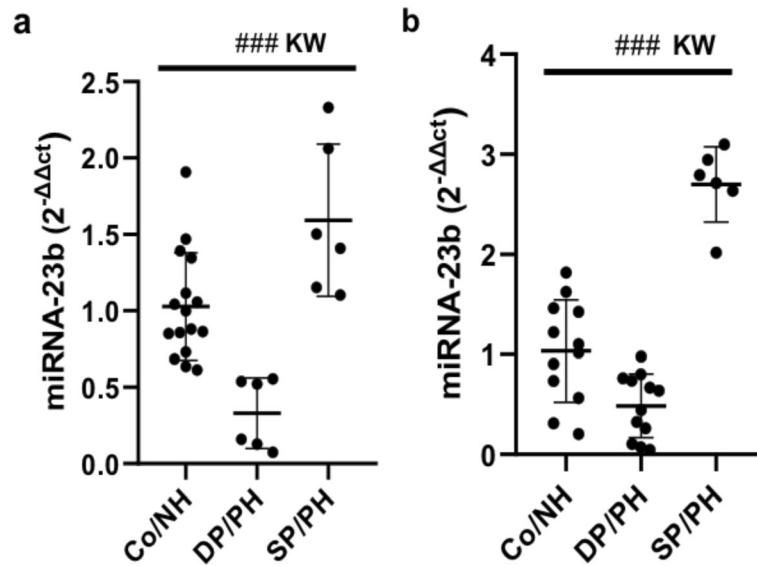 a
### KW
miRNA-23b (2^-ΔΔct)
2.5
2.0
1.5
1.0
0.5
0.0
Co/NH
DP/PH
SP/PH
b
### KW
miRNA-23b (2^-ΔΔct)
4
3
2
1
0
Co/NH
DP/PH
SP/PH